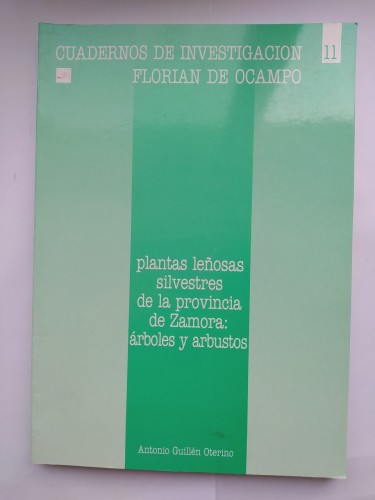 CUADERNOS DE INVESTIGACION 11
FLORIAN DE OCAMPO
plantas leñosas
silvestres
de la provincia
de Zamora:
árboles y arbustos
Antonio Guillén Oterino